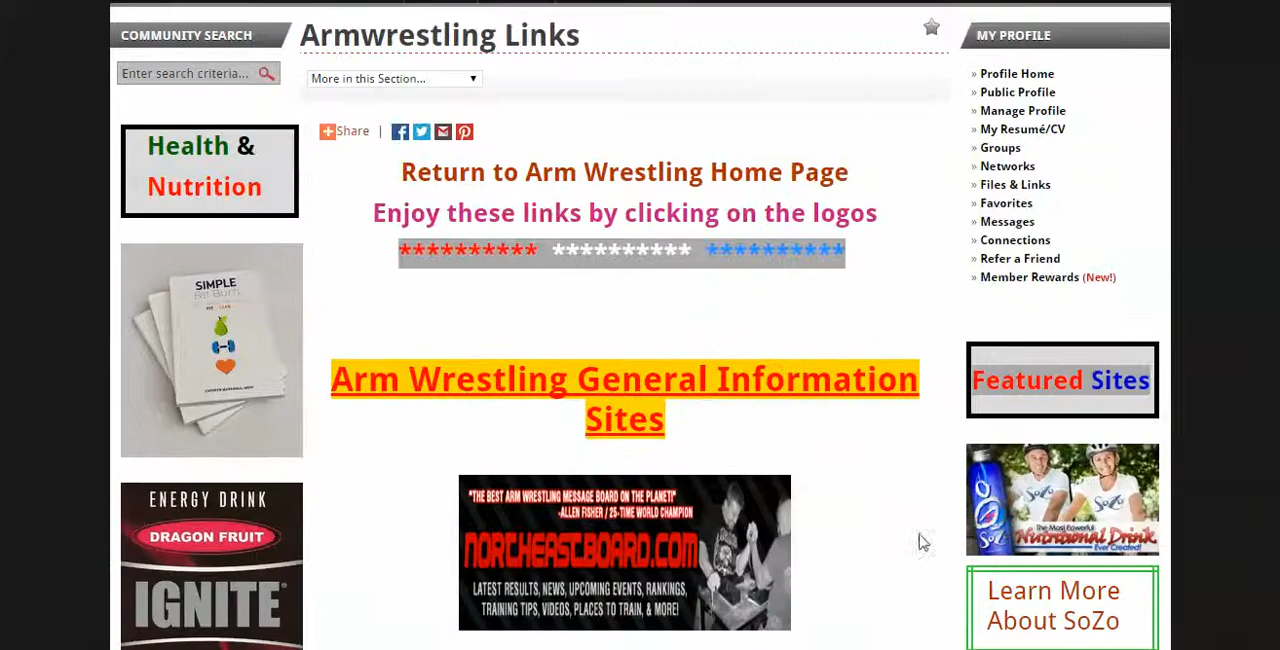 COMMUNITY SEARCH
Enter search criteria...
Health &
Nutrition
SIMPLE
ENERGY DRINK
DRAGON FRUIT
IGNITE
Armwrestling Links
More in this Section...
Share |
Return to Arm Wrestling Home Page
Enjoy these links by clicking on the logos
********** ********** **********
Arm Wrestling General Information
Sites
"THE BEST ARM WRESTLING MESSAGE BOARD ON THE PLANET!"
-ALLEN FISHER / 25-TIME WORLD CHAMPION
NORTHEASTBOARD.COM
LATEST RESULTS, NEWS, UPCOMING EVENTS, RANKINGS,
TRAINING TIPS, VIDEOS, PLACES TO TRAIN, & MORE!
MY PROFILE
» Profile Home
» Public Profile
» Manage Profile
» My Resumé/CV
» Groups
» Networks
» Files & Links
» Favorites
» Messages
» Connections
» Refer a Friend
» Member Rewards (New!)
Featured Sites
SoZo
SoZo
The Most Powerful
Nutritional Drink
Ever Created!
Learn More
About SoZo